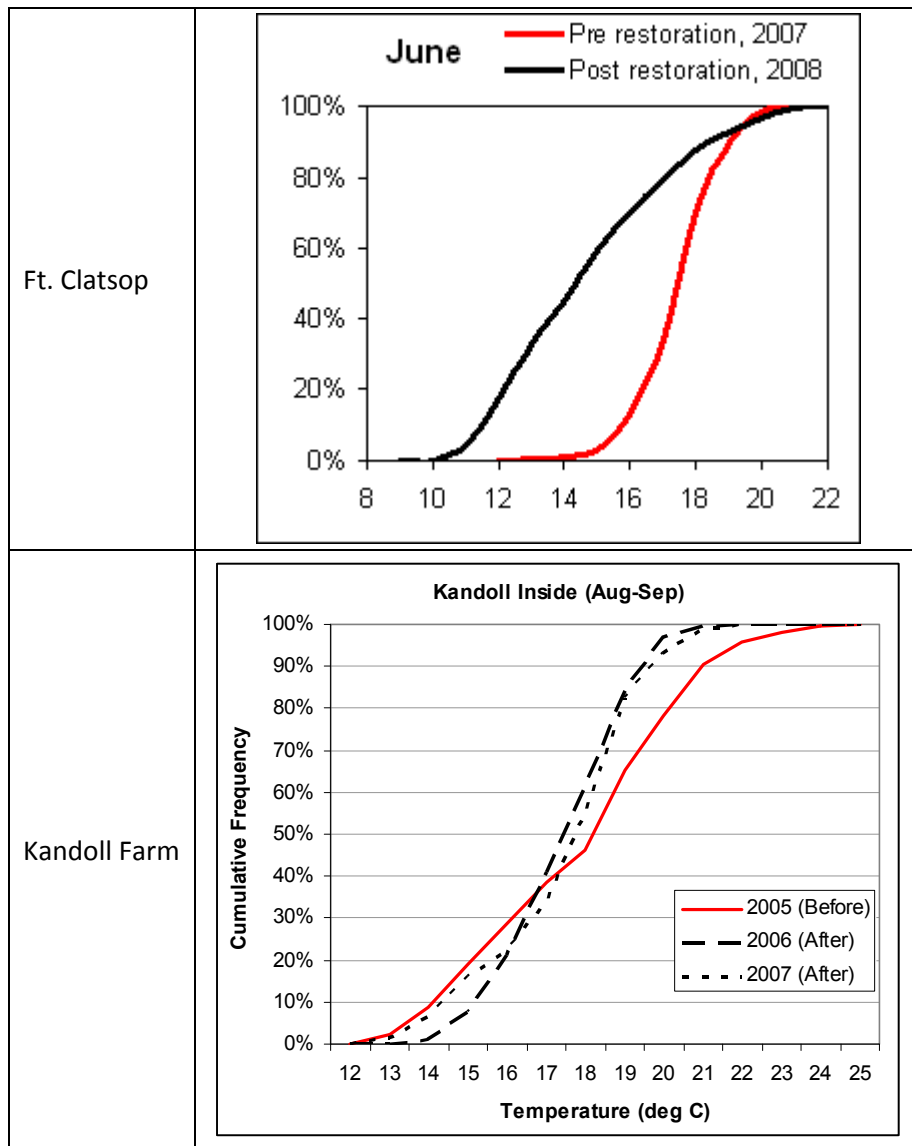 Ft. Clatsop
June
Pre restoration, 2007
Post restoration, 2008
100%
80%
60%
40%
20%
0%
8 10 12 14 16 18 20 22
Kandoll Farm
Kandoll Inside (Aug-Sep)
Cumulative Frequency
100%
90%
80%
70%
60%
50%
40%
30%
20%
10%
0%
2005 (Before)
2006 (After)
2007 (After)
12 13 14 15 16 17 18 19 20 21 22 23 24 25
Temperature (deg C)